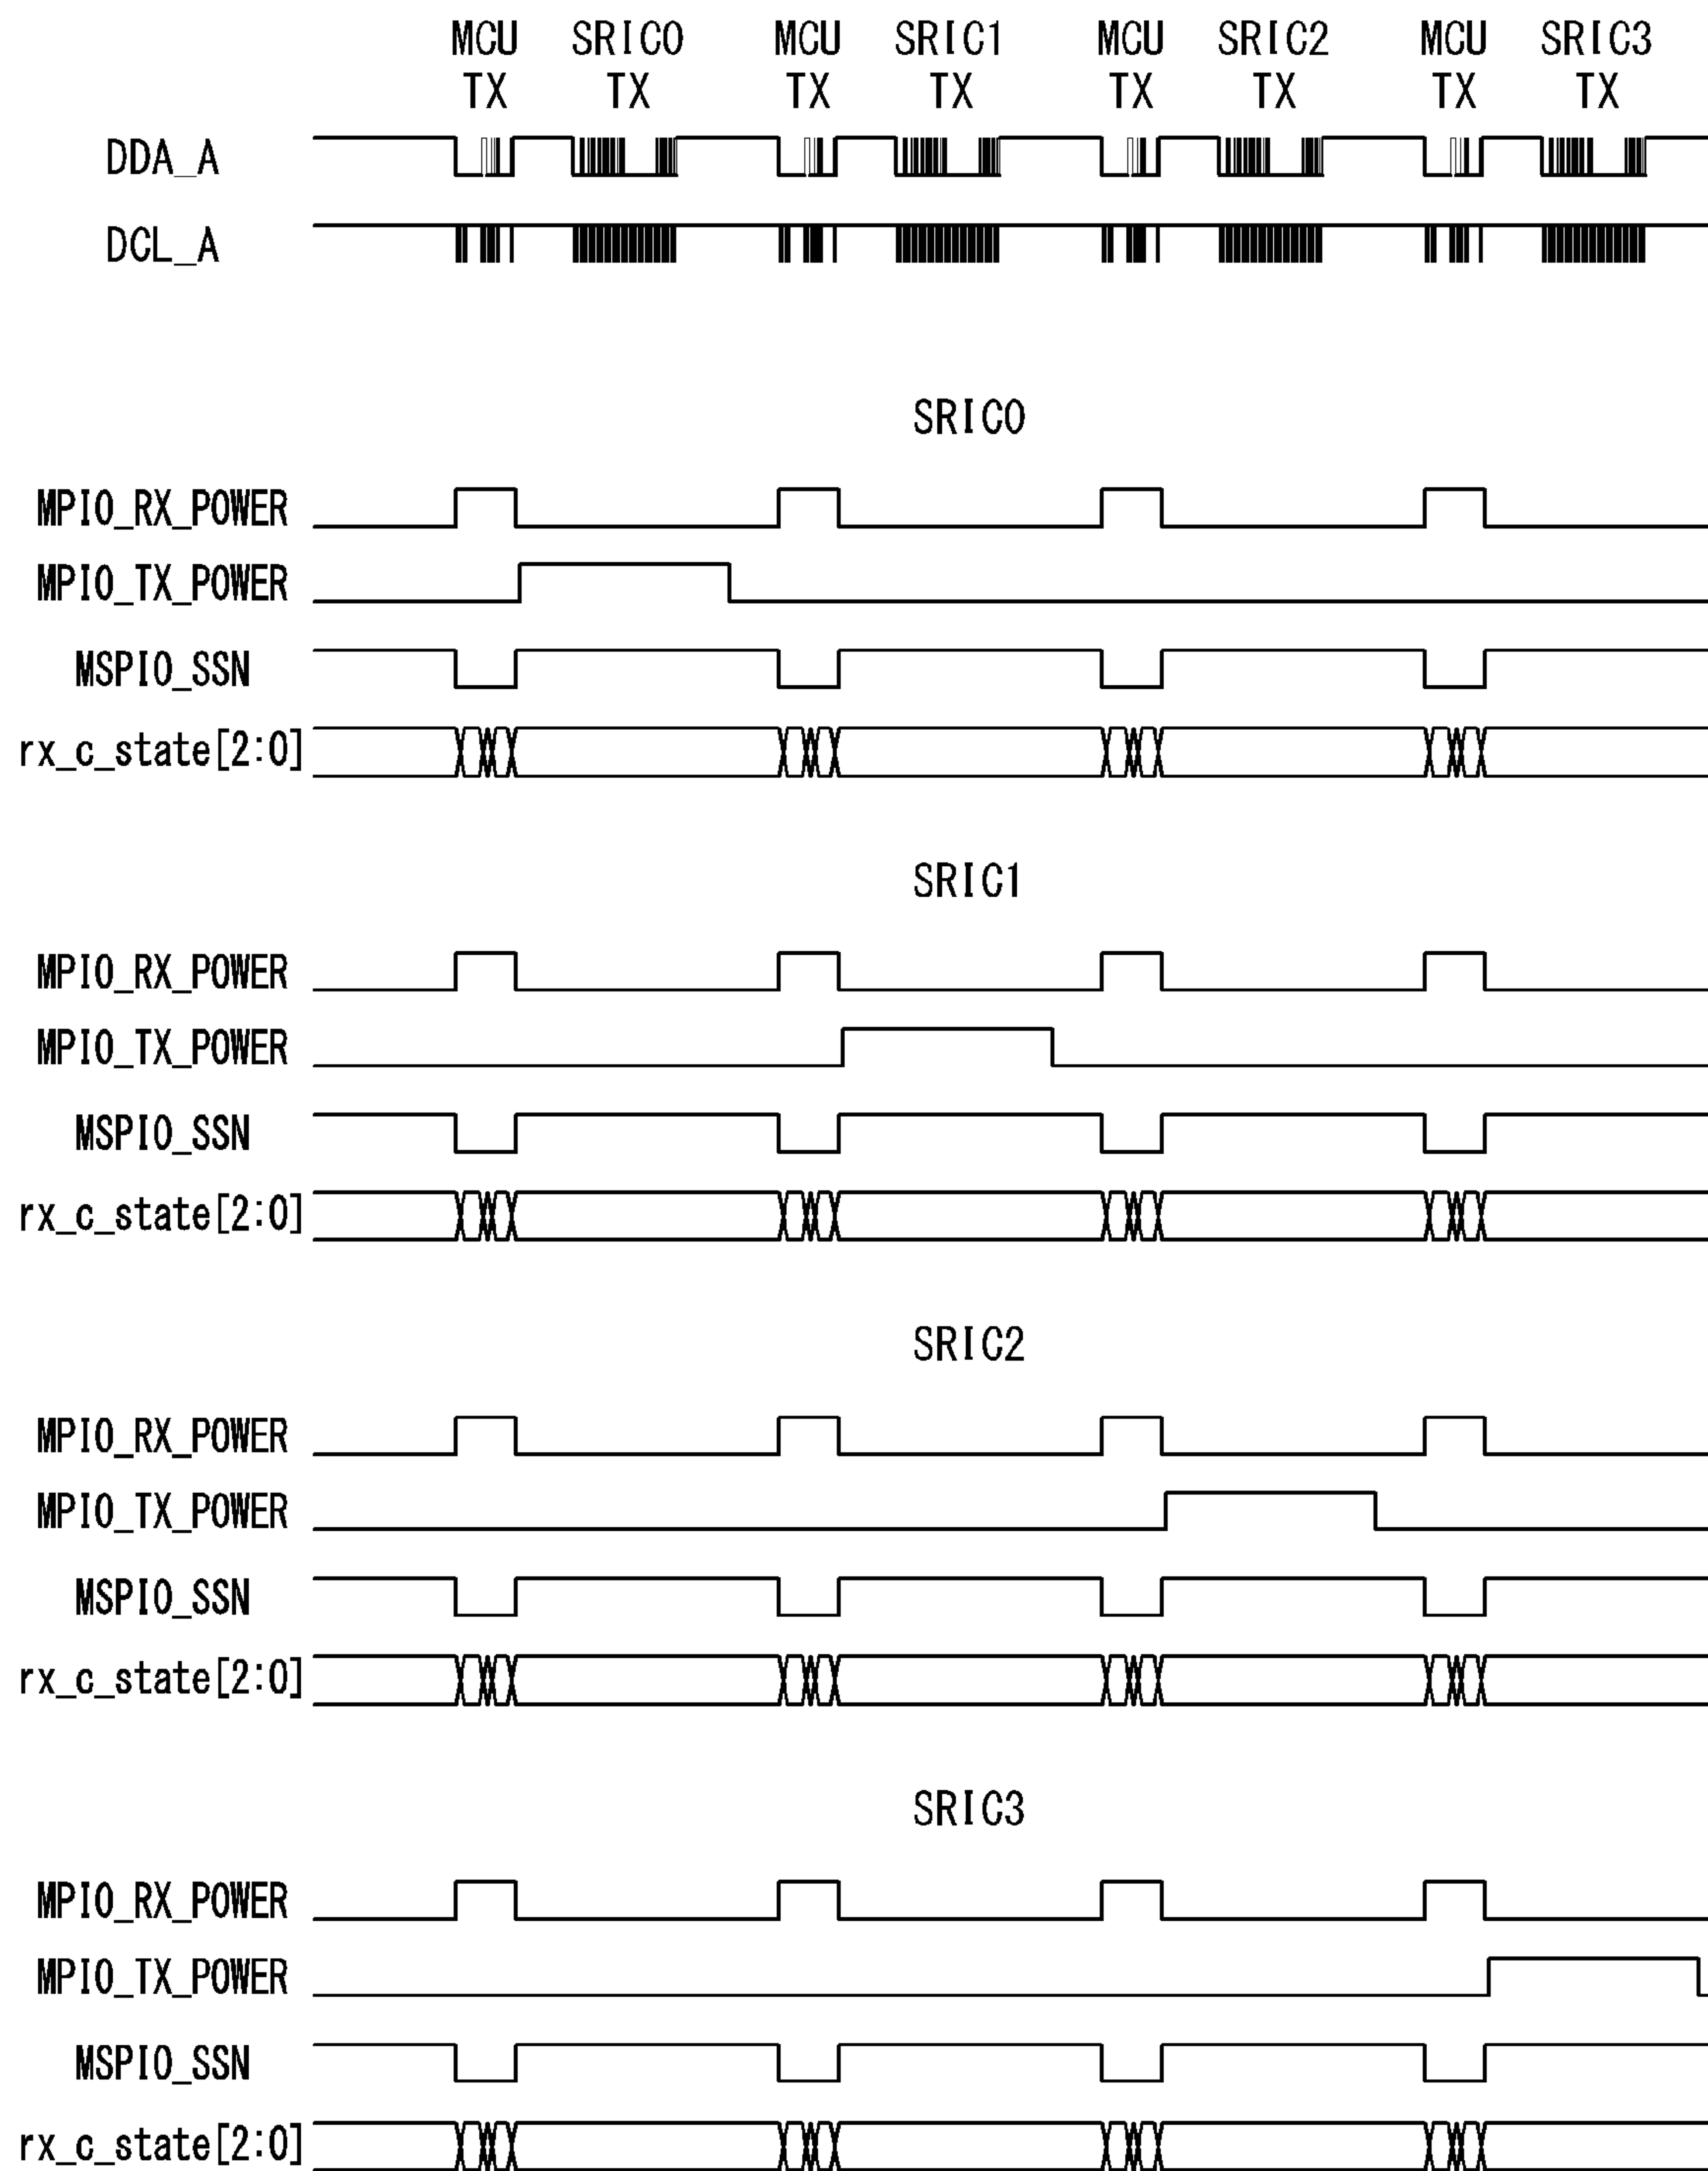 MCU SRIC0 MCU SRIC1 MCU SRIC2 MCU SRIC3
TX TX TX TX TX TX TX TX
DDA_A
DCL_A
SRIC0
MPIO_RX_POWER
MPIO_TX_POWER
MSPIO_SSN
rx_c_state[2:0]
SRIC1
MPIO_RX_POWER
MPIO_TX_POWER
MSPIO_SSN
rx_c_state[2:0]
SRIC2
MPIO_RX_POWER
MPIO_TX_POWER
MSPIO_SSN
rx_c_state[2:0]
SRIC3
MPIO_RX_POWER
MPIO_TX_POWER
MSPIO_SSN
rx_c_state[2:0]